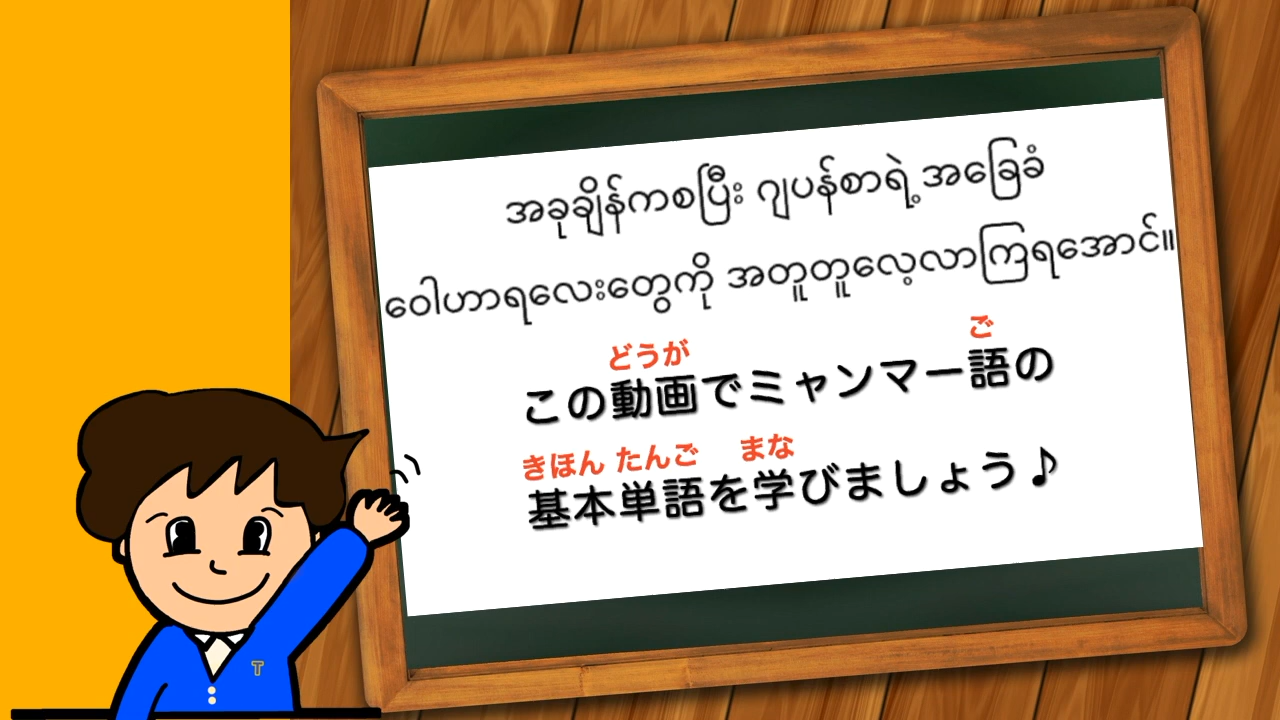 အခုချိန်ကစပြီး ဂျပန်စာရဲ့အခြေခံ
ဝေါဟာရလေးတွေကို အတူတူလေ့လာကြရအောင်။
どうが ご
この動画でミャンマー語の
きほん たんご まな
基本単語を学びましょう♪
T